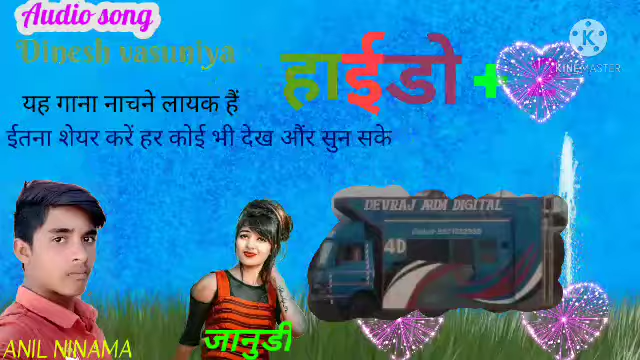 Audio song
Dinesh vasuniya
हाईडो +
KINEMASTER
यह गाना नाचने लायक हैं
ईतना शेयर करें हर कोई भी देख और सुन सके
DEVRAJ ARJM DIGITAL
4D
जानुडी
ANIL NINAMA